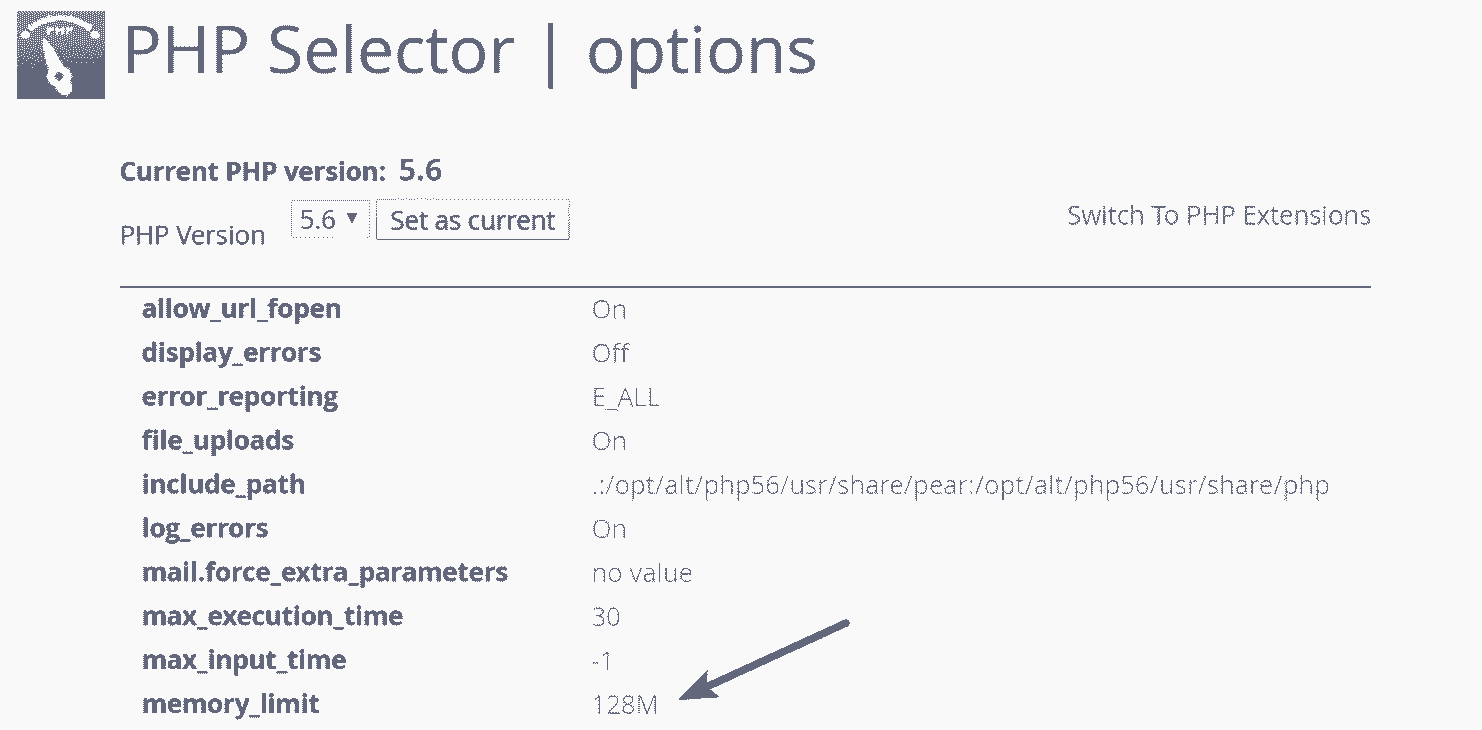 PHP
PHP Selector | options
Current PHP version: 5.6
PHP Version 5.6 ▼ Set as current Switch To PHP Extensions
allow_url_fopen On
display_errors Off
error_reporting E_ALL
file_uploads On
include_path .:/opt/alt/php56/usr/share/pear:/opt/alt/php56/usr/share/php
log_errors On
mail.force_extra_parameters no value
max_execution_time 30
max_input_time -1
memory_limit 128M